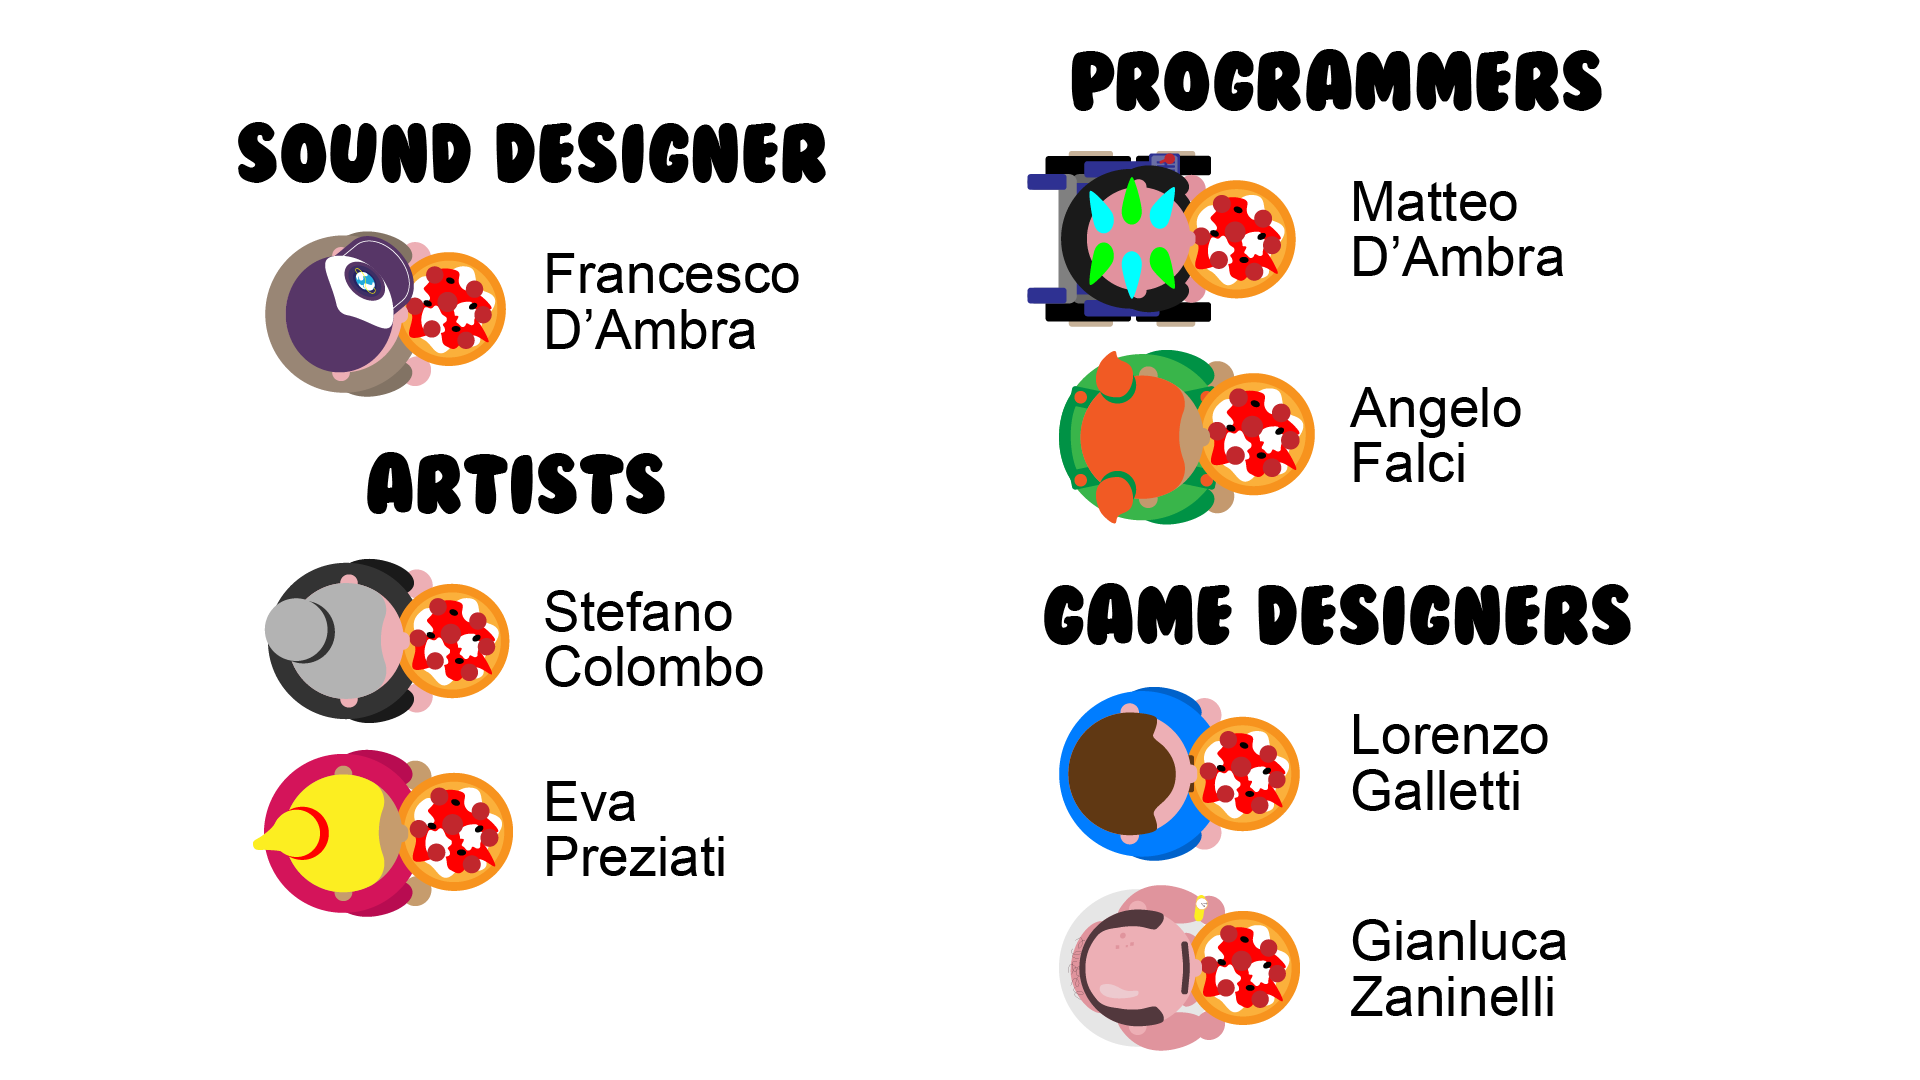 SOUND DESIGNER
Francesco
D’Ambra
ARTISTS
Stefano
Colombo
Eva
Preziati
PROGRAMMERS
Matteo
D’Ambra
Angelo
Falci
GAME DESIGNERS
Lorenzo
Galletti
Gianluca
Zaninelli